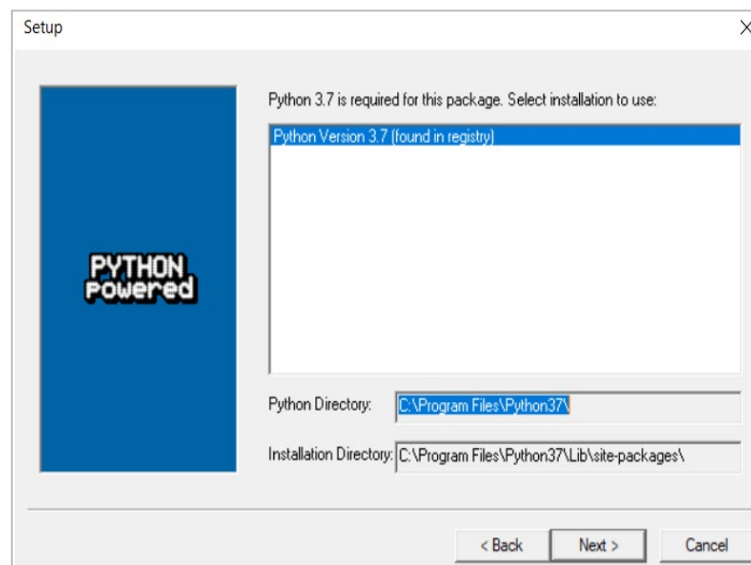 Setup
Python 3.7 is required for this package. Select installation to use:
Python Version 3.7 (found in registry)
PYTHON
powered
Python Directory: C:\Program Files\Python37\
Installation Directory: C:\Program Files\Python37\Lib\site-packages\
< Back Next > Cancel